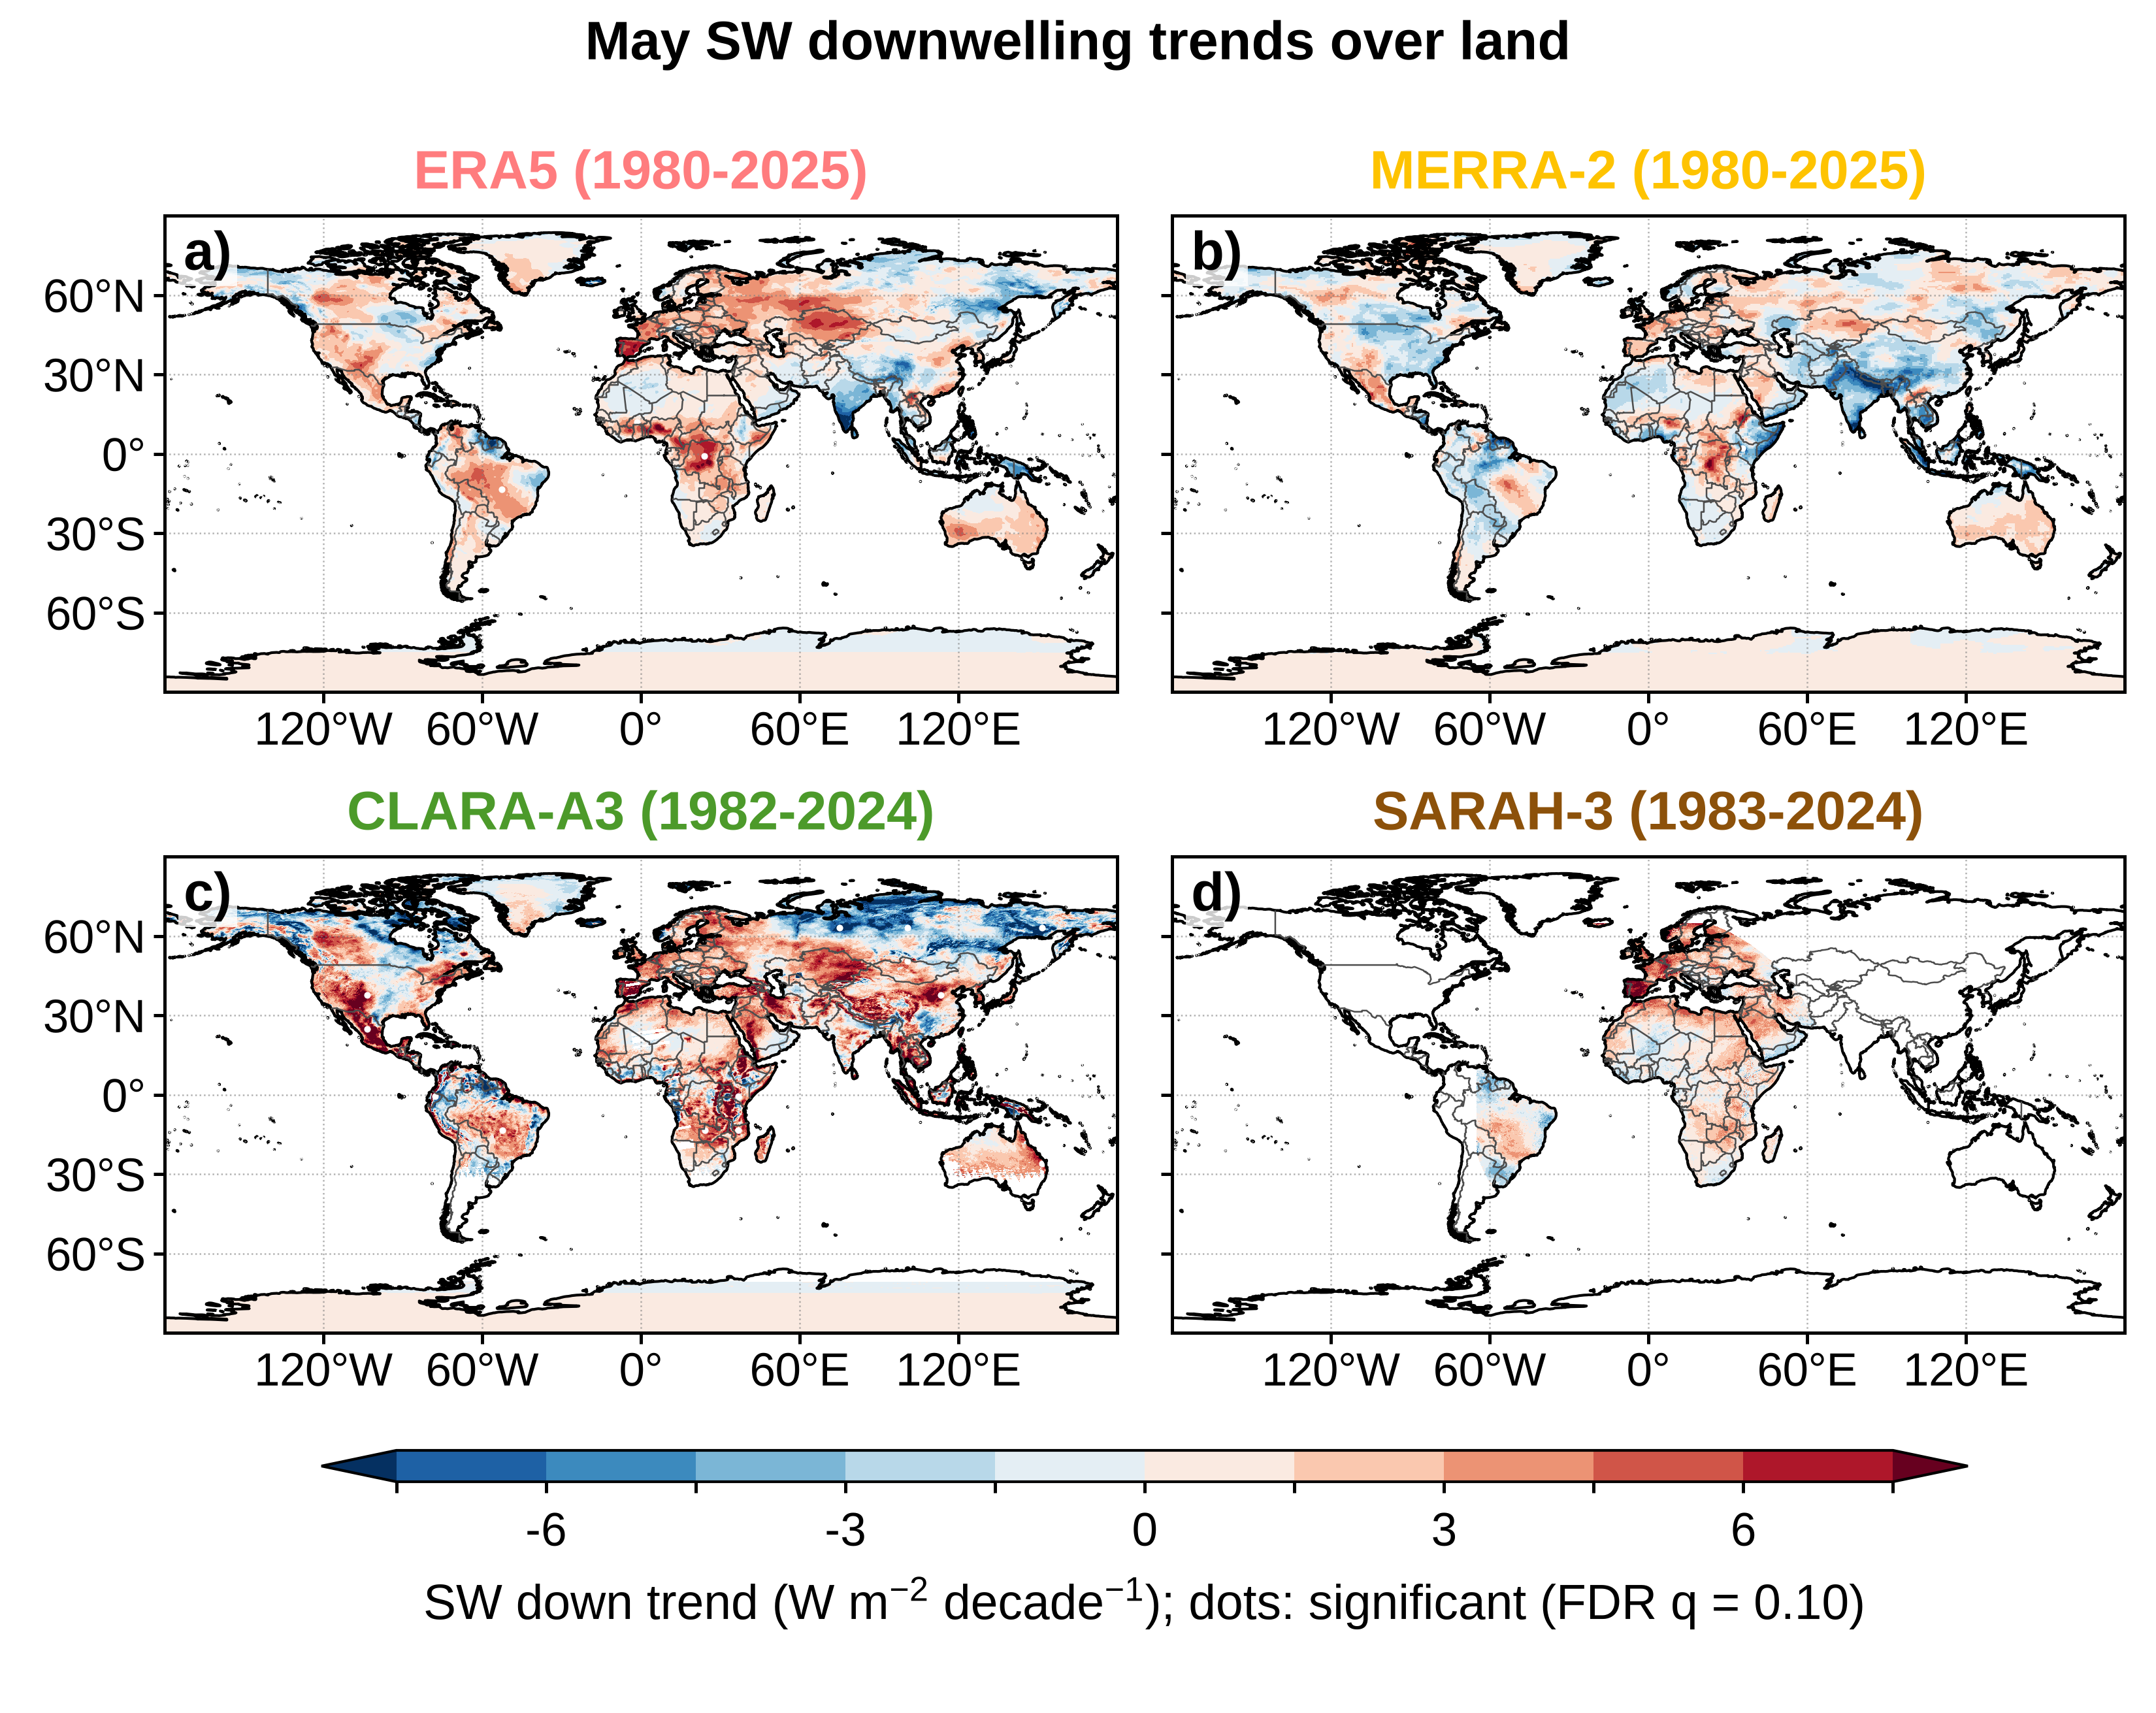 May SW downwelling trends over land
ERA5 (1980-2025)
MERRA-2 (1980-2025)
a)
b)
60°N
30°N
0°
30°S
60°S
120°W 60°W 0° 60°E 120°E
120°W 60°W 0° 60°E 120°E
CLARA-A3 (1982-2024)
SARAH-3 (1983-2024)
c)
d)
60°N
30°N
0°
30°S
60°S
120°W 60°W 0° 60°E 120°E
120°W 60°W 0° 60°E 120°E
-6 -3 0 3 6
SW down trend (W m⁻² decade⁻¹); dots: significant (FDR q = 0.10)